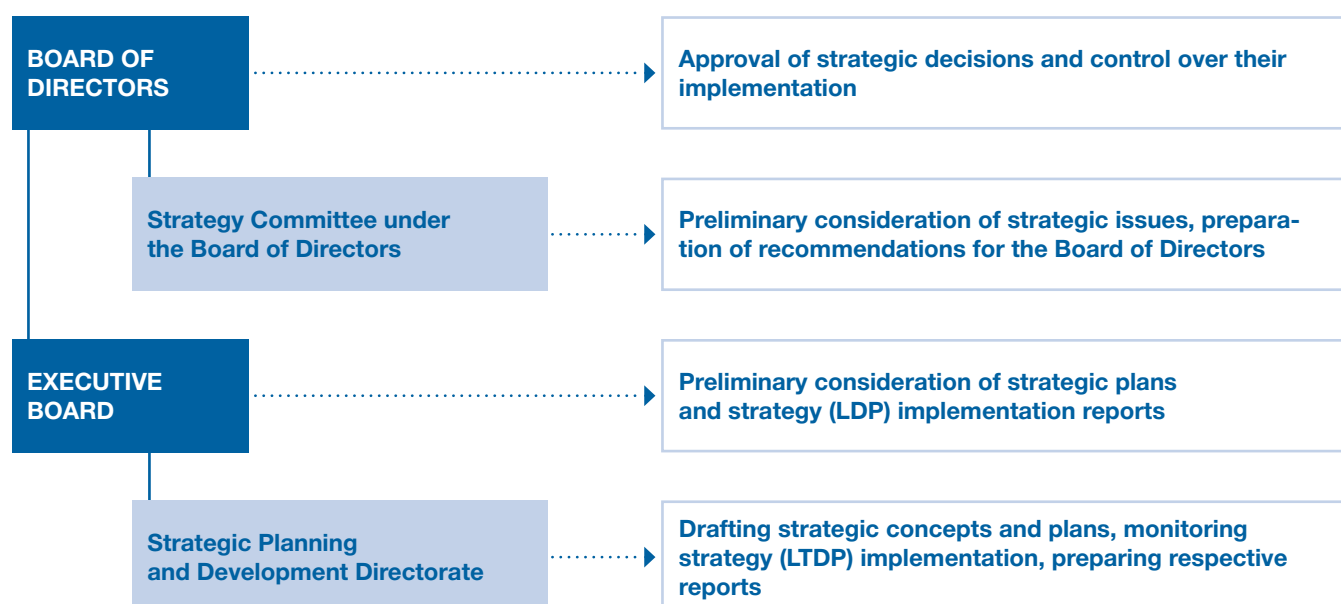 BOARD OF
DIRECTORS
Approval of strategic decisions and control over their
implementation
Strategy Committee under
the Board of Directors
Preliminary consideration of strategic issues, prepara-
tion of recommendations for the Board of Directors
EXECUTIVE
BOARD
Preliminary consideration of strategic plans
and strategy (LDP) implementation reports
Strategic Planning
and Development Directorate
Drafting strategic concepts and plans, monitoring
strategy (LTDP) implementation, preparing respective
reports